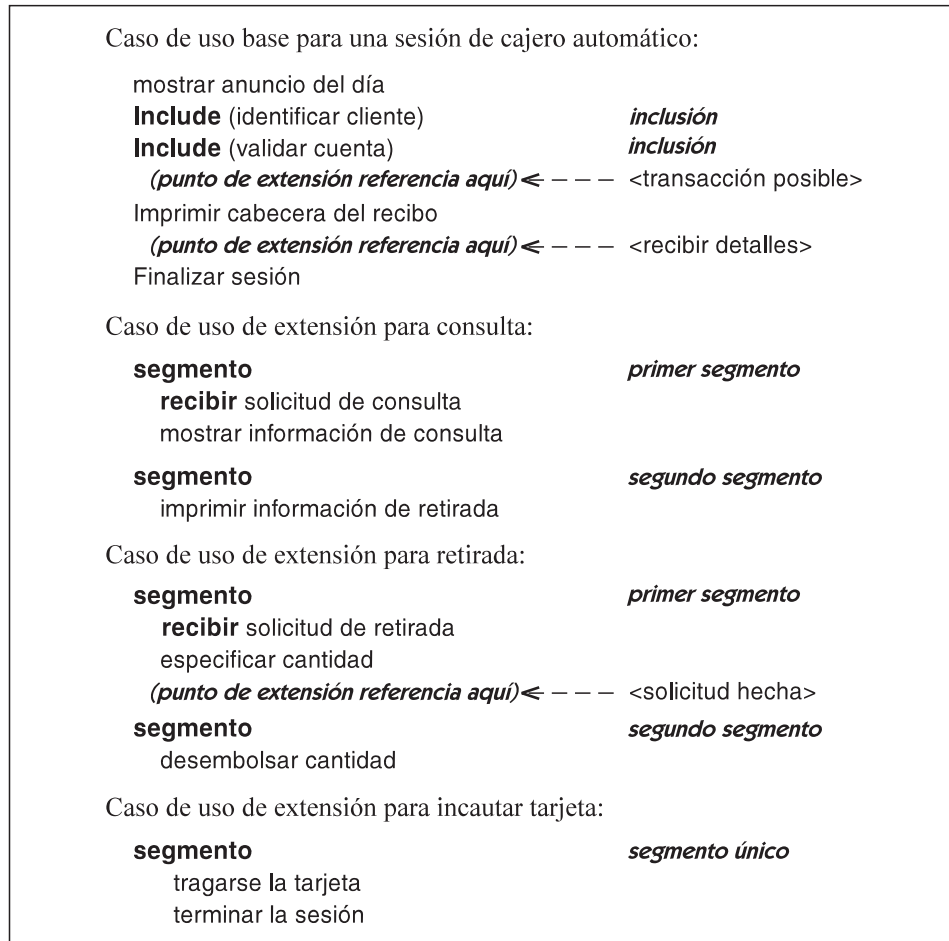 Caso de uso base para una sesión de cajero automático:
mostrar anuncio del día
Include (identificar cliente) inclusión
Include (validar cuenta) inclusión
(punto de extensión referencia aquí) <transacción posible>
Imprimir cabecera del recibo
(punto de extensión referencia aquí) <recibir detalles>
Finalizar sesión
Caso de uso de extensión para consulta:
segmento primer segmento
recibir solicitud de consulta
mostrar información de consulta
segmento segundo segmento
imprimir información de retirada
Caso de uso de extensión para retirada:
segmento primer segmento
recibir solicitud de retirada
especificar cantidad
(punto de extensión referencia aquí) <solicitud hecha>
segmento segundo segmento
desembolsar cantidad
Caso de uso de extensión para incautar tarjeta:
segmento segmento único
tragarse la tarjeta
terminar la sesión